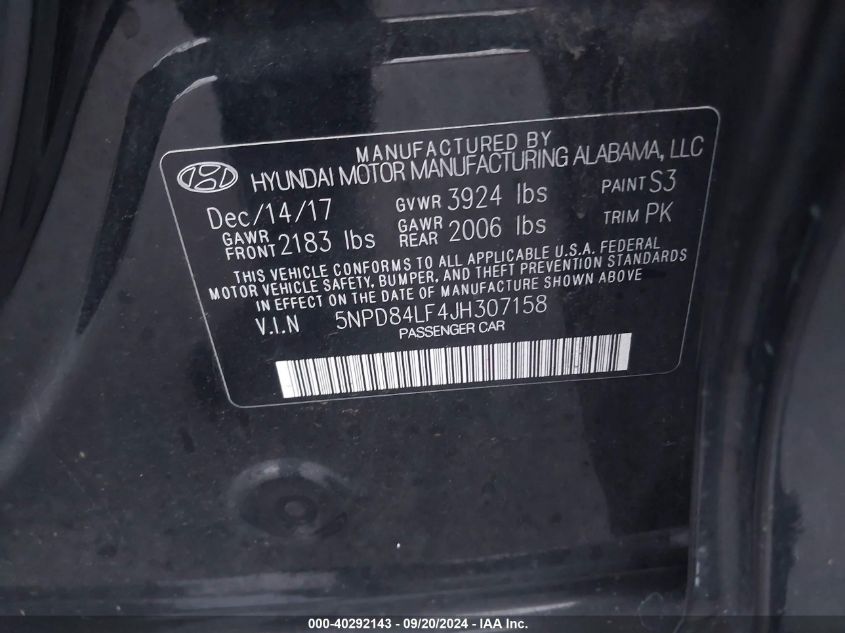 MANUFACTURED BY
HYUNDAI MOTOR MANUFACTURING ALABAMA, LLC
Dec/14/17 GVWR 3924 lbs PAINT S3
GAWR FRONT 2183 lbs GAWR REAR 2006 lbs TRIM PK
THIS VEHICLE CONFORMS TO ALL APPLICABLE U.S.A. FEDERAL
MOTOR VEHICLE SAFETY, BUMPER, AND THEFT PREVENTION STANDARDS
IN EFFECT ON THE DATE OF MANUFACTURE SHOWN ABOVE
V.I.N 5NPD84LF4JH307158
PASSENGER CAR
000-40292143 - 09/20/2024 - IAA Inc.